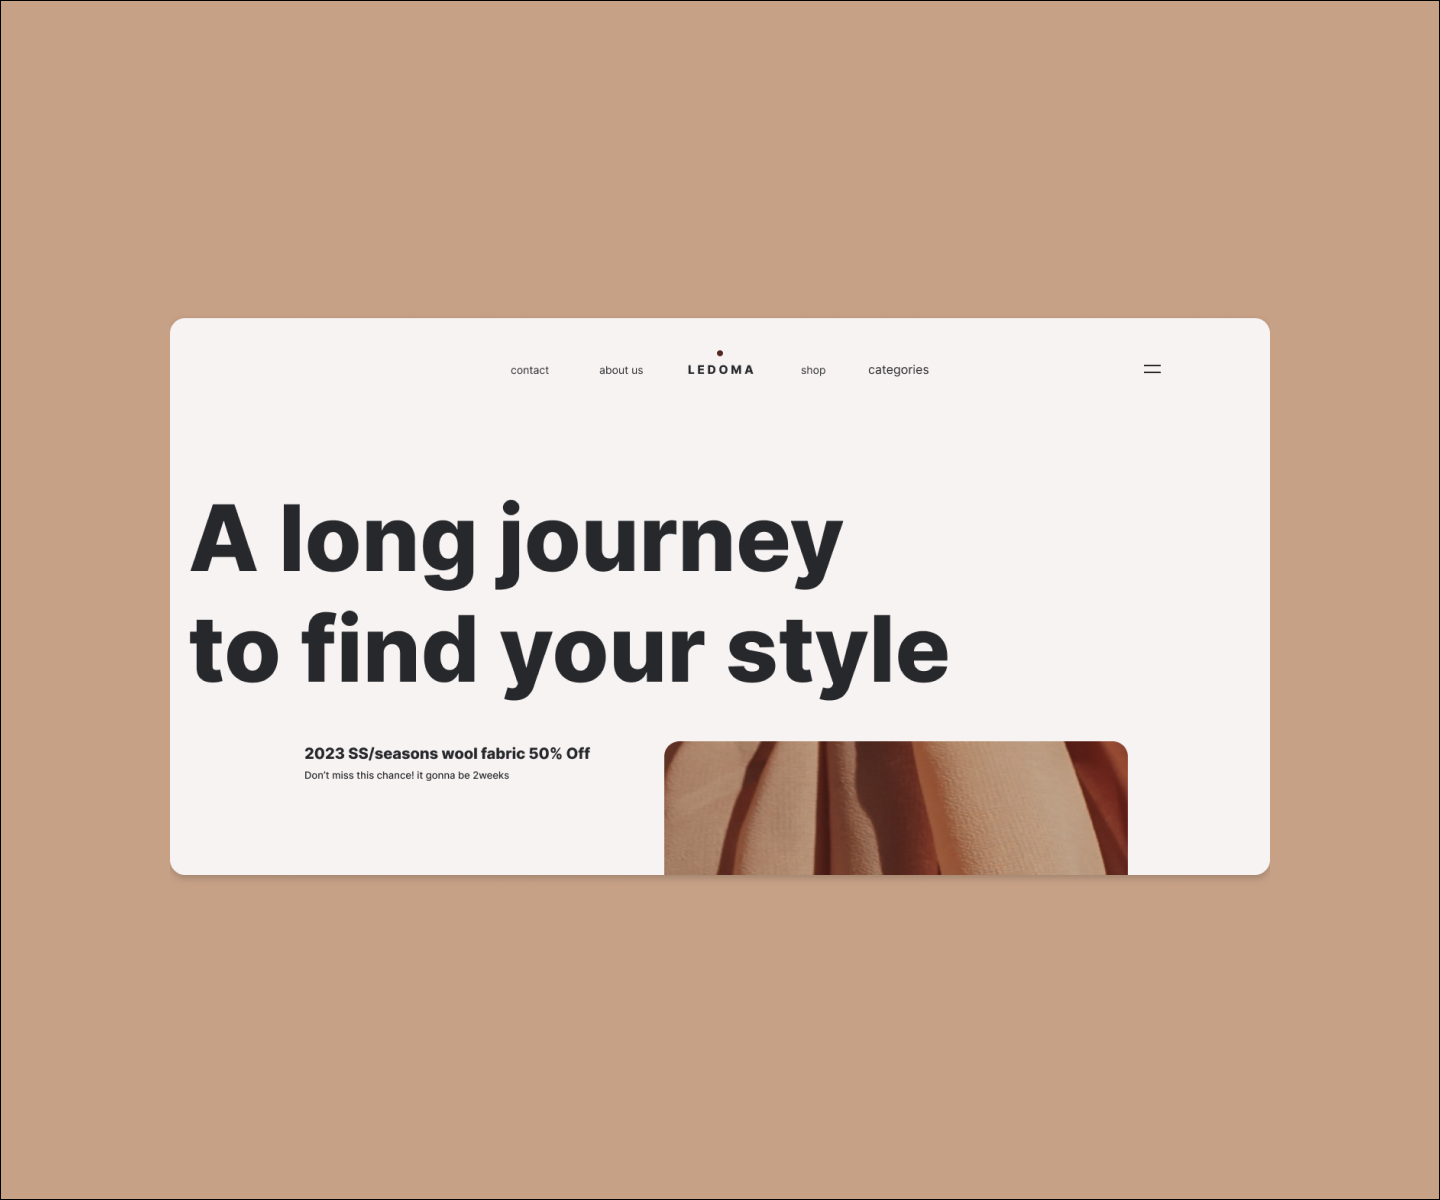 contact about us LEDOMA shop categories
A long journey
to find your style
2023 SS/seasons wool fabric 50% Off
Don't miss this chance! it gonna be 2weeks